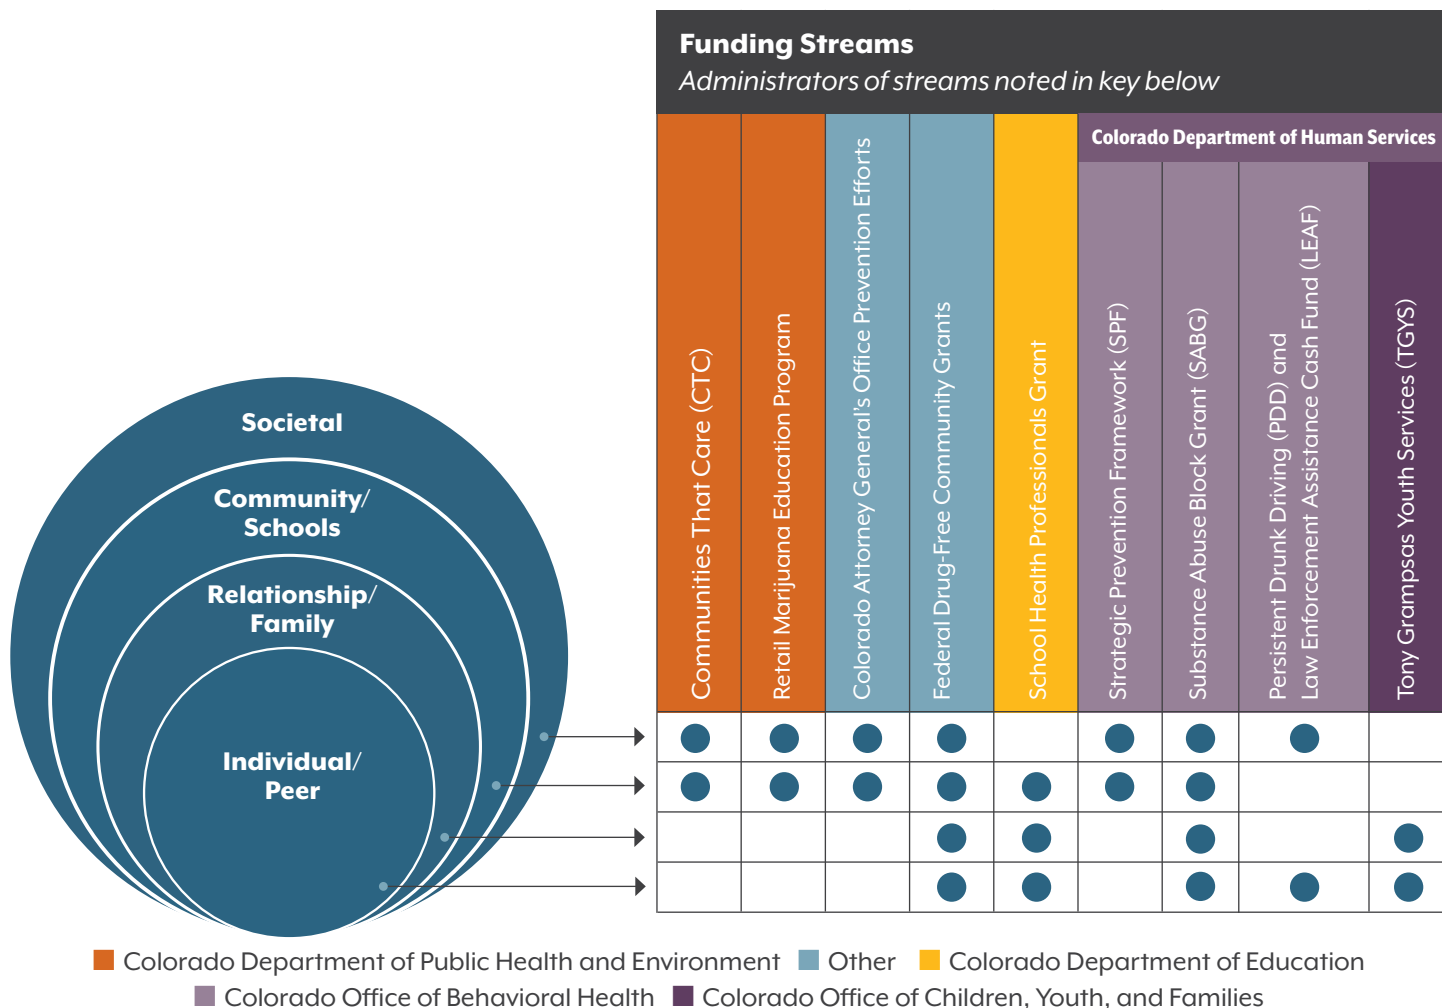 Funding Streams
Administrators of streams noted in key below
Colorado Department of Human Services
Communities That Care (CTC)
Retail Marijuana Education Program
Colorado Attorney General's Office Prevention Efforts
Federal Drug-Free Community Grants
School Health Professionals Grant
Strategic Prevention Framework (SPF)
Substance Abuse Block Grant (SABG)
Persistent Drunk Driving (PDD) and
Law Enforcement Assistance Cash Fund (LEAF)
Tony Grampsas Youth Services (TGYS)
Societal
Community/
Schools
Relationship/
Family
Individual/
Peer
Colorado Department of Public Health and Environment Other Colorado Department of Education
Colorado Office of Behavioral Health Colorado Office of Children, Youth, and Families